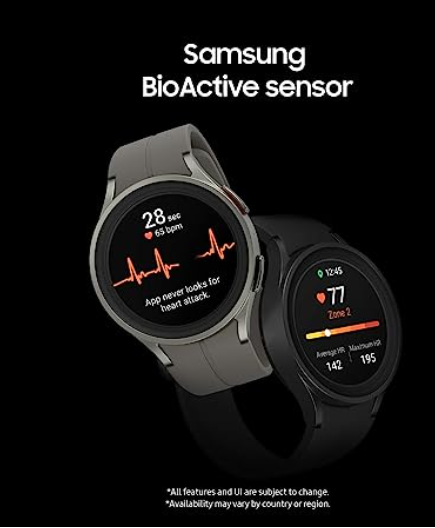 Samsung
BioActive sensor
28 sec
65 bpm
App never looks for
heart attack.
12:45
77
Zone 2
Average HR
Maximum HR
142
195
*All features and UI are subject to change.
*Availability may vary by country or region.